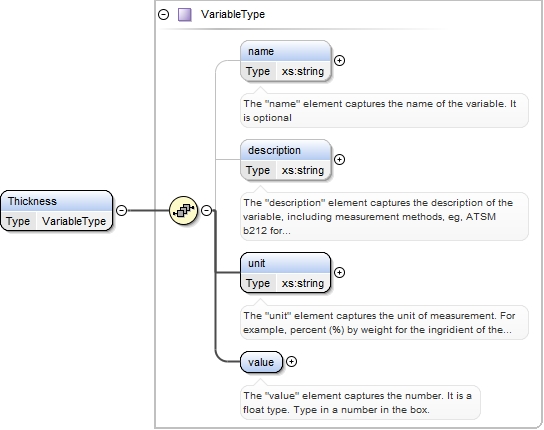 VariableType
name
Type xs:string
The "name" element captures the name of the variable. It
is optional
description
Type xs:string
The "description" element captures the description of the
variable, including measurement methods, eg, ATSM
b212 for...
Thickness
Type VariableType
unit
Type xs:string
The "unit" element captures the unit of measurement. For
example, percent (%) by weight for the ingridient of the...
value
The "value" element captures the number. It is a
float type. Type in a number in the box.